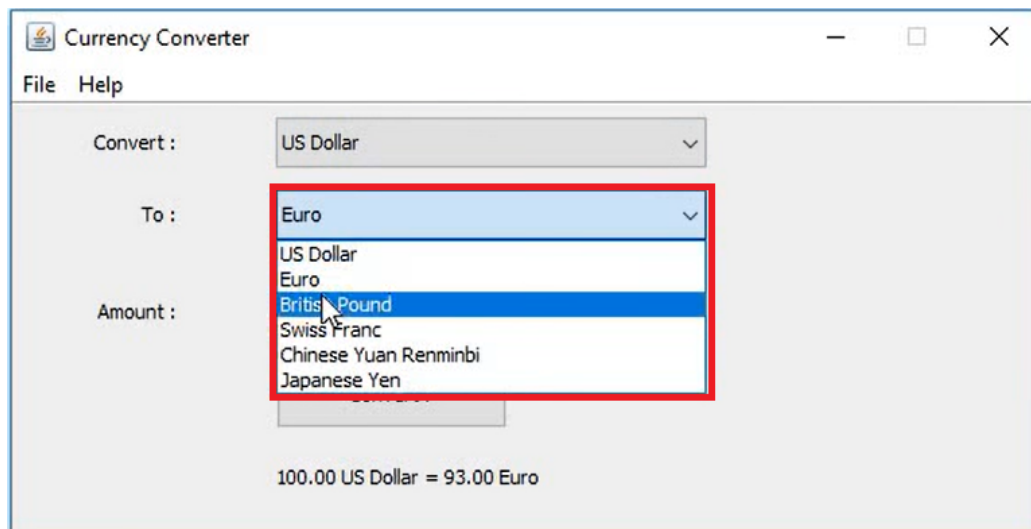 Currency Converter
File Help
Convert : US Dollar
To : Euro
US Dollar
Euro
British Pound
Amount :
Swiss Franc
Chinese Yuan Renminbi
Japanese Yen
100.00 US Dollar = 93.00 Euro